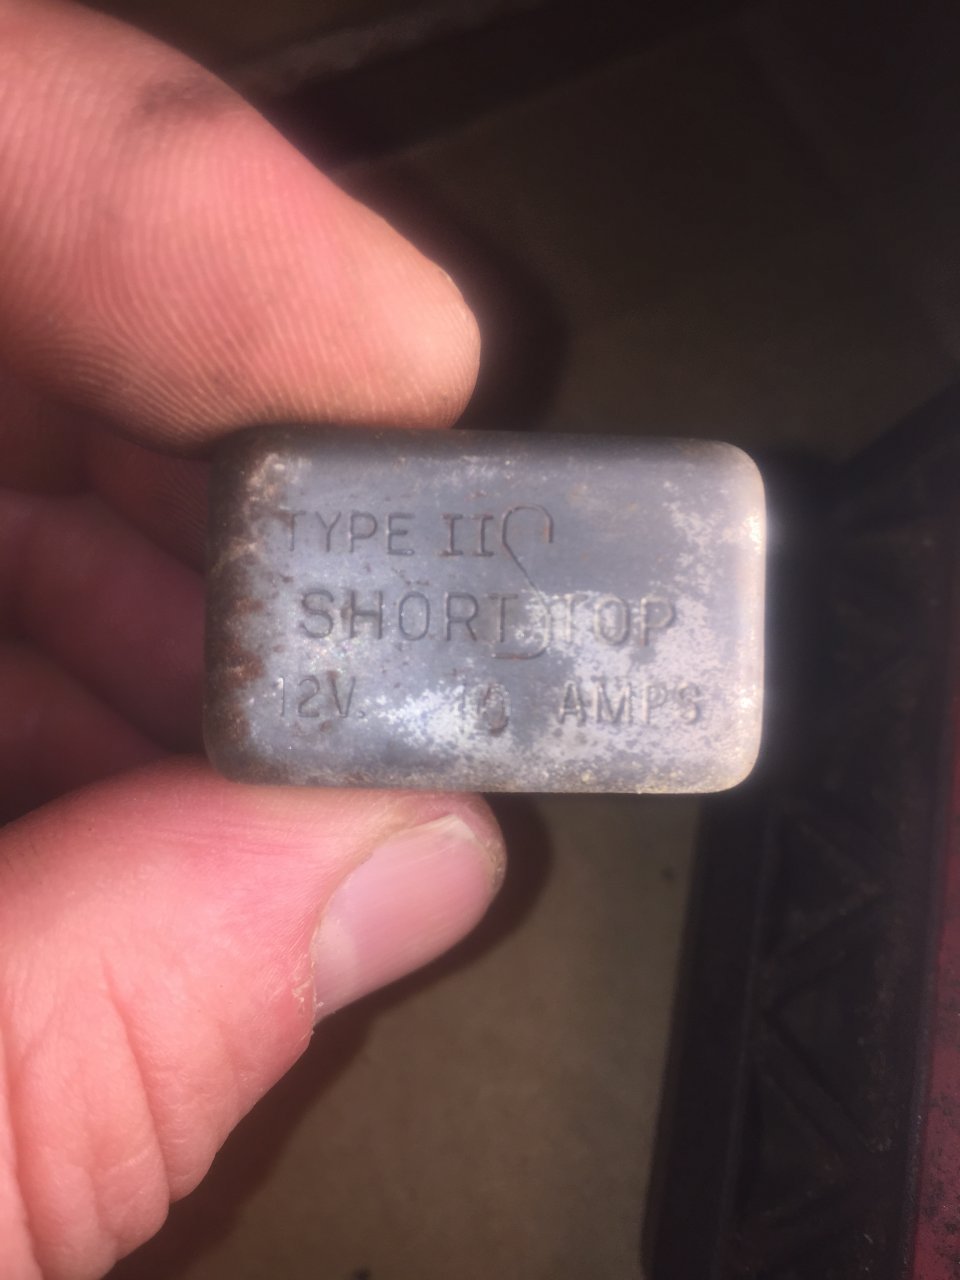 TYPE II
SHORT STOP
12V. 10 AMPS